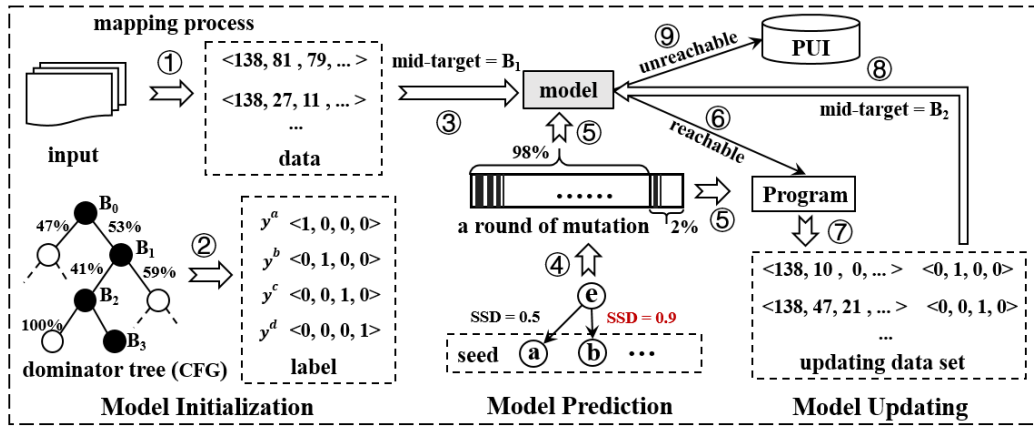 mapping process
①
<138, 81 , 79, ... >
<138, 27, 11 , ... >
...
data
input
mid-target = B1
③
model
⑨
unreachable
PUI
⑧
mid-target = B2
⑥
reachable
⑤
98%
......
a round of mutation
2%
⑤
Program
⑦
④
e
SSD = 0.5
SSD = 0.9
seed
a
b
...
<138, 10 , 0, ... > <0, 1, 0, 0>
<138, 47, 21 , ... > <0, 0, 1, 0>
...
updating data set
B0
47%
53%
B1
41%
59%
B2
100%
B3
dominator tree (CFG)
②
yᵃ <1, 0, 0, 0>
yᵇ <0, 1, 0, 0>
yᶜ <0, 0, 1, 0>
yᵈ <0, 0, 0, 1>
label
Model Initialization
Model Prediction
Model Updating